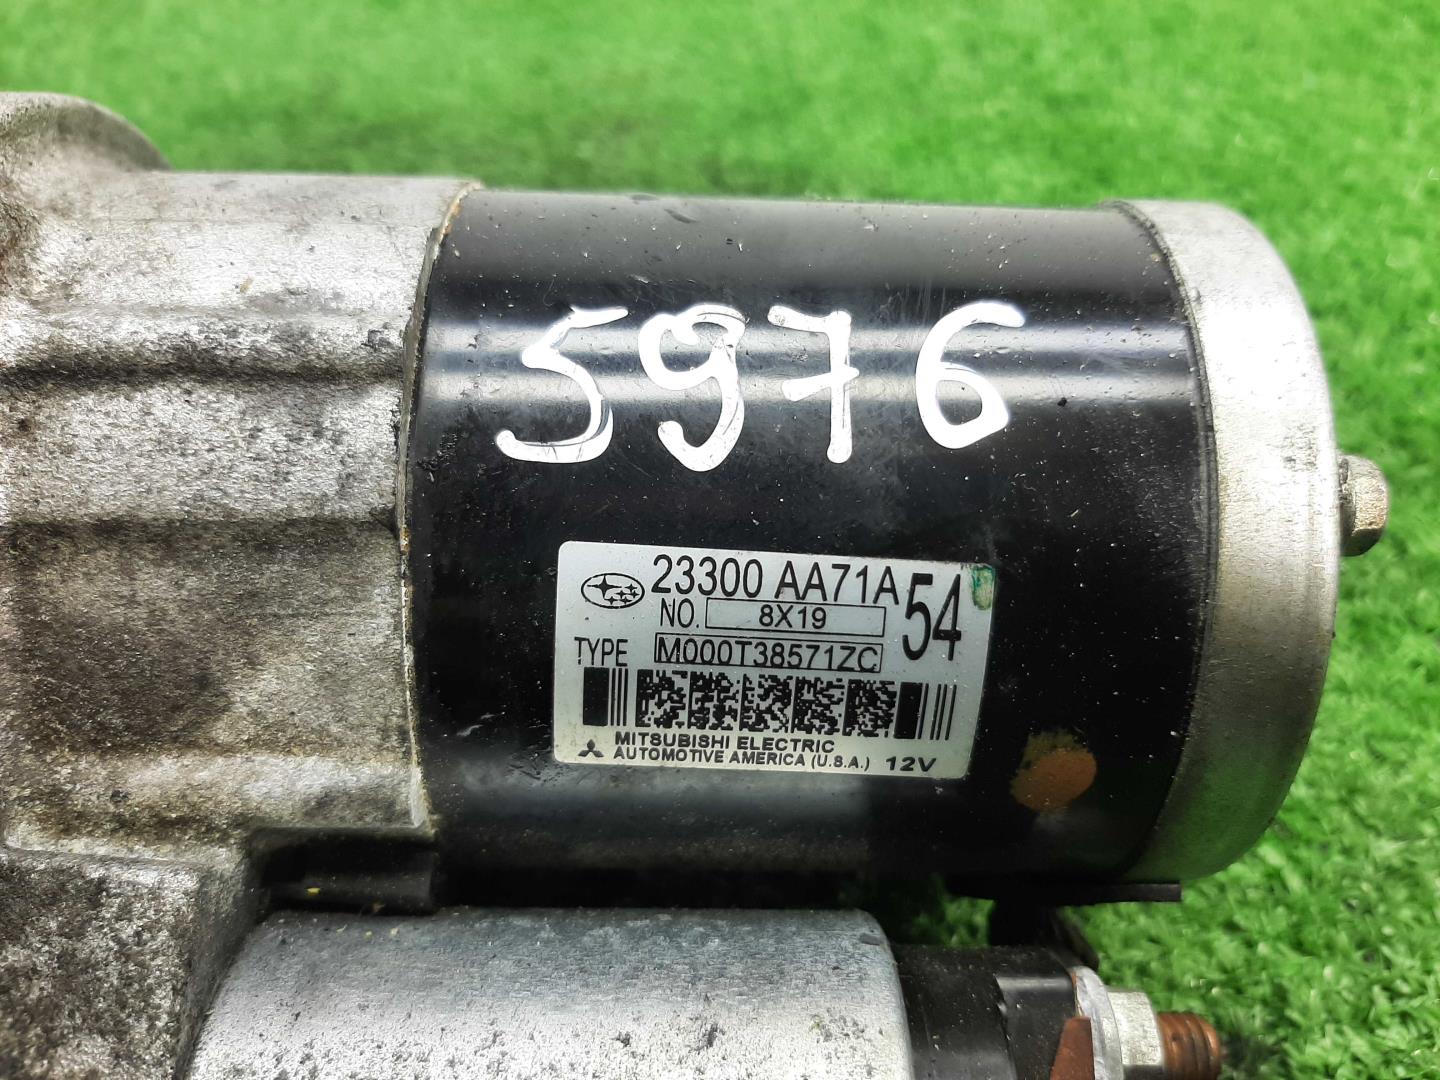 5976
23300 AA71A 54
NO. 8X19
TYPE M000T38571ZC
MITSUBISHI ELECTRIC
AUTOMOTIVE AMERICA (U.S.A.) 12V